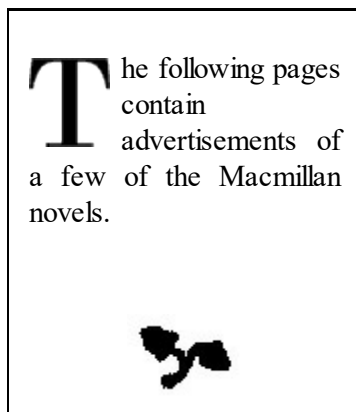 The following pages
contain
advertisements of
a few of the Macmillan
novels.